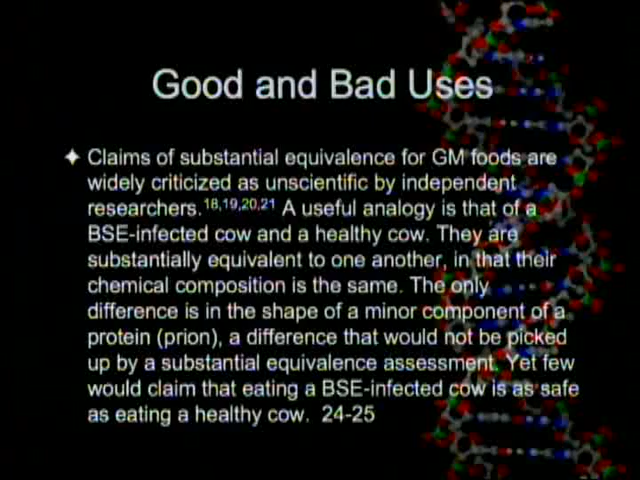 Good and Bad Uses
✦ Claims of substantial equivalence for GM foods are
widely criticized as unscientific by independent
researchers.18,19,20,21 A useful analogy is that of a
BSE-infected cow and a healthy cow. They are
substantially equivalent to one another, in that their
chemical composition is the same. The only
difference is in the shape of a minor component of a
protein (prion), a difference that would not be picked
up by a substantial equivalence assessment. Yet few
would claim that eating a BSE-infected cow is as safe
as eating a healthy cow. 24-25